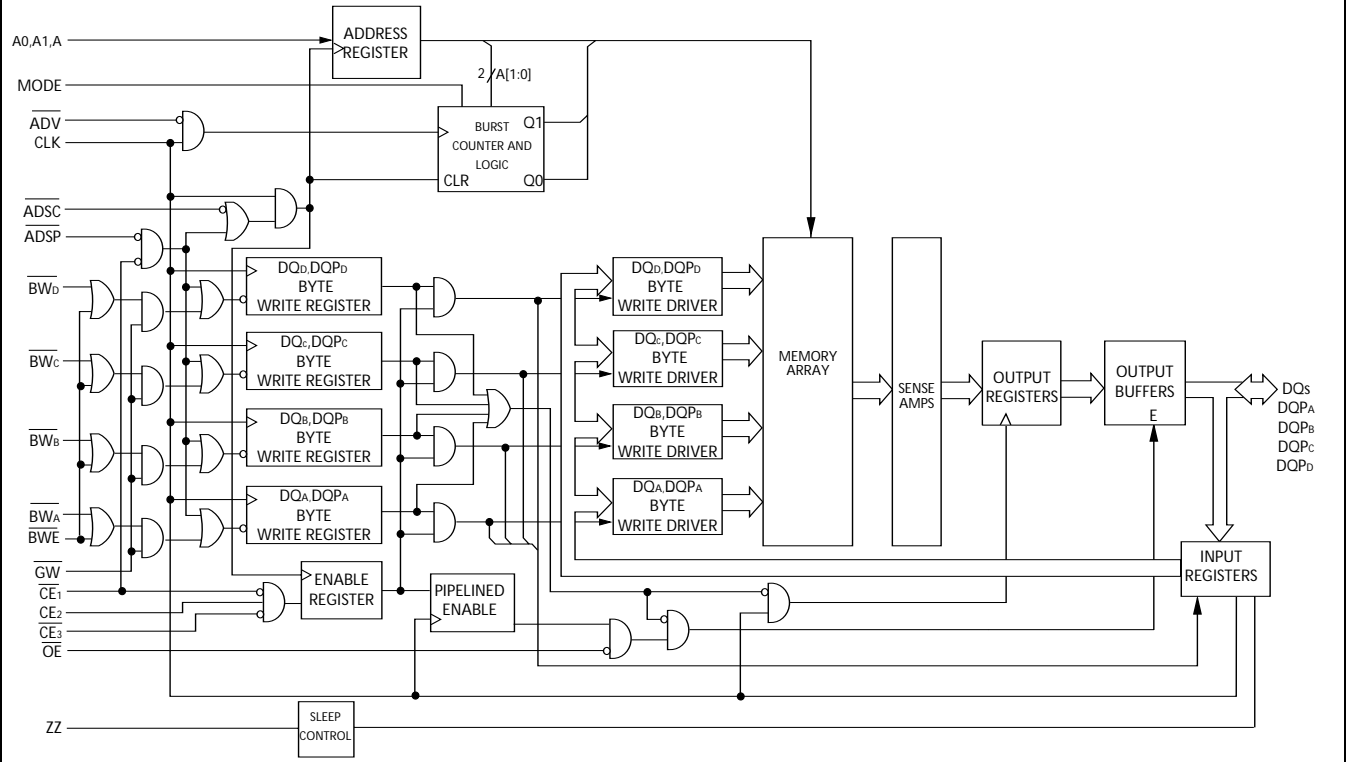 A0,A1,A
ADDRESS
REGISTER
MODE
2
A[1:0]
ADV
CLK
BURST
COUNTER AND
LOGIC
Q1
CLR
Q0
ADSC
ADSP
BWD
DQD,DQPD
BYTE
WRITE REGISTER
DQD,DQPD
BYTE
WRITE DRIVER
BWC
DQc,DQPC
BYTE
WRITE REGISTER
DQc,DQPC
BYTE
WRITE DRIVER
BWB
DQB,DQPB
BYTE
WRITE REGISTER
DQB,DQPB
BYTE
WRITE DRIVER
BWA
BWE
DQA,DQPA
BYTE
WRITE REGISTER
DQA,DQPA
BYTE
WRITE DRIVER
MEMORY
ARRAY
SENSE
AMPS
OUTPUT
REGISTERS
OUTPUT
BUFFERS
E
DQs
DQPA
DQPB
DQPC
DQPD
GW
CE1
CE2
CE3
OE
ENABLE
REGISTER
PIPELINED
ENABLE
INPUT
REGISTERS
ZZ
SLEEP
CONTROL